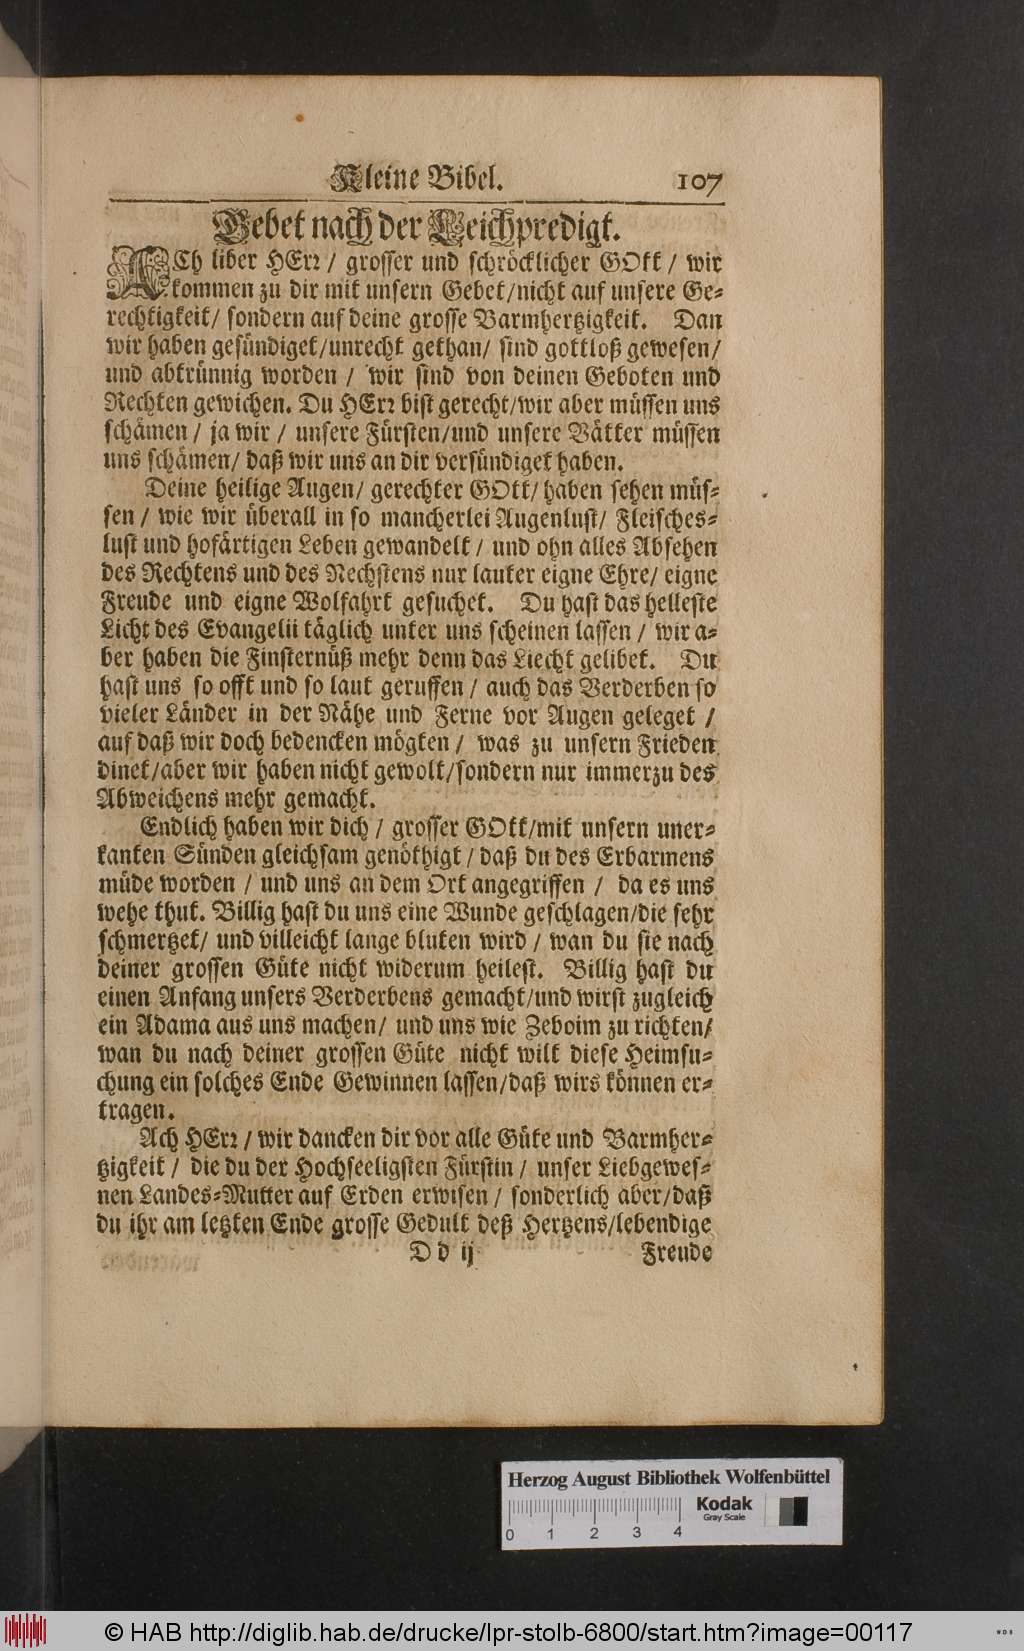 Kleine Bibel. 107
Gebet nach der Leichpredigt.
ACh liber HErr / grosser und schröcklicher GOtt / wir
kommen zu dir mit unsern Gebet/nicht auf unsere Ge-
rechtigkeit/ sondern auf deine grosse Barmhertzigkeit. Dan
wir haben gesündiget/unrecht gethan/ sind gottloß gewesen/
und abtrünnig worden / wir sind von deinen Geboten und
Rechten gewichen. Du HErr bist gerecht/wir aber müssen uns
schämen / ja wir / unsere Fürsten/und unsere Vätter müssen
uns schämen/ daß wir uns an dir versündiget haben.
Deine heilige Augen/ gerechter GOtt/ haben sehen müs-
sen / wie wir überall in so mancherlei Augenlust/ Fleisches-
lust und hofärtigen Leben gewandelt / und ohn alles Absehen
des Rechtens und des Nechstens nur lauter eigne Ehre/ eigne
Freude und eigne Wolfahrt gesuchet. Du hast das helleste
Licht des Evangelii täglich unter uns scheinen lassen / wir a-
ber haben die Finsternüß mehr denn das Liecht gelibet. Du
hast uns so offt und so laut geruffen / auch das Verderben so
vieler Länder in der Nähe und Ferne vor Augen geleget /
auf daß wir doch bedencken mögten / was zu unsern Frieden
dinet/aber wir haben nicht gewolt/sondern nur immerzu des
Abweichens mehr gemacht.
Endlich haben wir dich / grosser GOtt/mit unsern uner-
kanten Sünden gleichsam genöthigt / daß du des Erbarmens
müde worden / und uns an dem Ort angegriffen / da es uns
wehe thut. Billig hast du uns eine Wunde geschlagen/die sehr
schmertzet/ und villeicht lange bluten wird / wan du sie nach
deiner grossen Güte nicht widerum heilest. Billig hast du
einen Anfang unsers Verderbens gemacht/und wirst zugleich
ein Adama aus uns machen/ und uns wie Zeboim zu richten/
wan du nach deiner grossen Güte nicht wilt diese Heimsu-
chung ein solches Ende Gewinnen lassen/daß wirs können er-
tragen.
Ach HErr / wir dancken dir vor alle Güte und Barmher-
tzigkeit / die du der Hochseeligsten Fürstin / unser Liebgewes-
nen Landes-Mutter auf Erden erwisen / sonderlich aber/daß
du ihr am letzten Ende grosse Gedult deß Hertzens/lebendige
D d ij Freude
Herzog August Bibliothek Wolfenbüttel
Kodak
Gray Scale
0 1 2 3 4
© HAB http://diglib.hab.de/drucke/lpr-stolb-6800/start.htm?image=00117